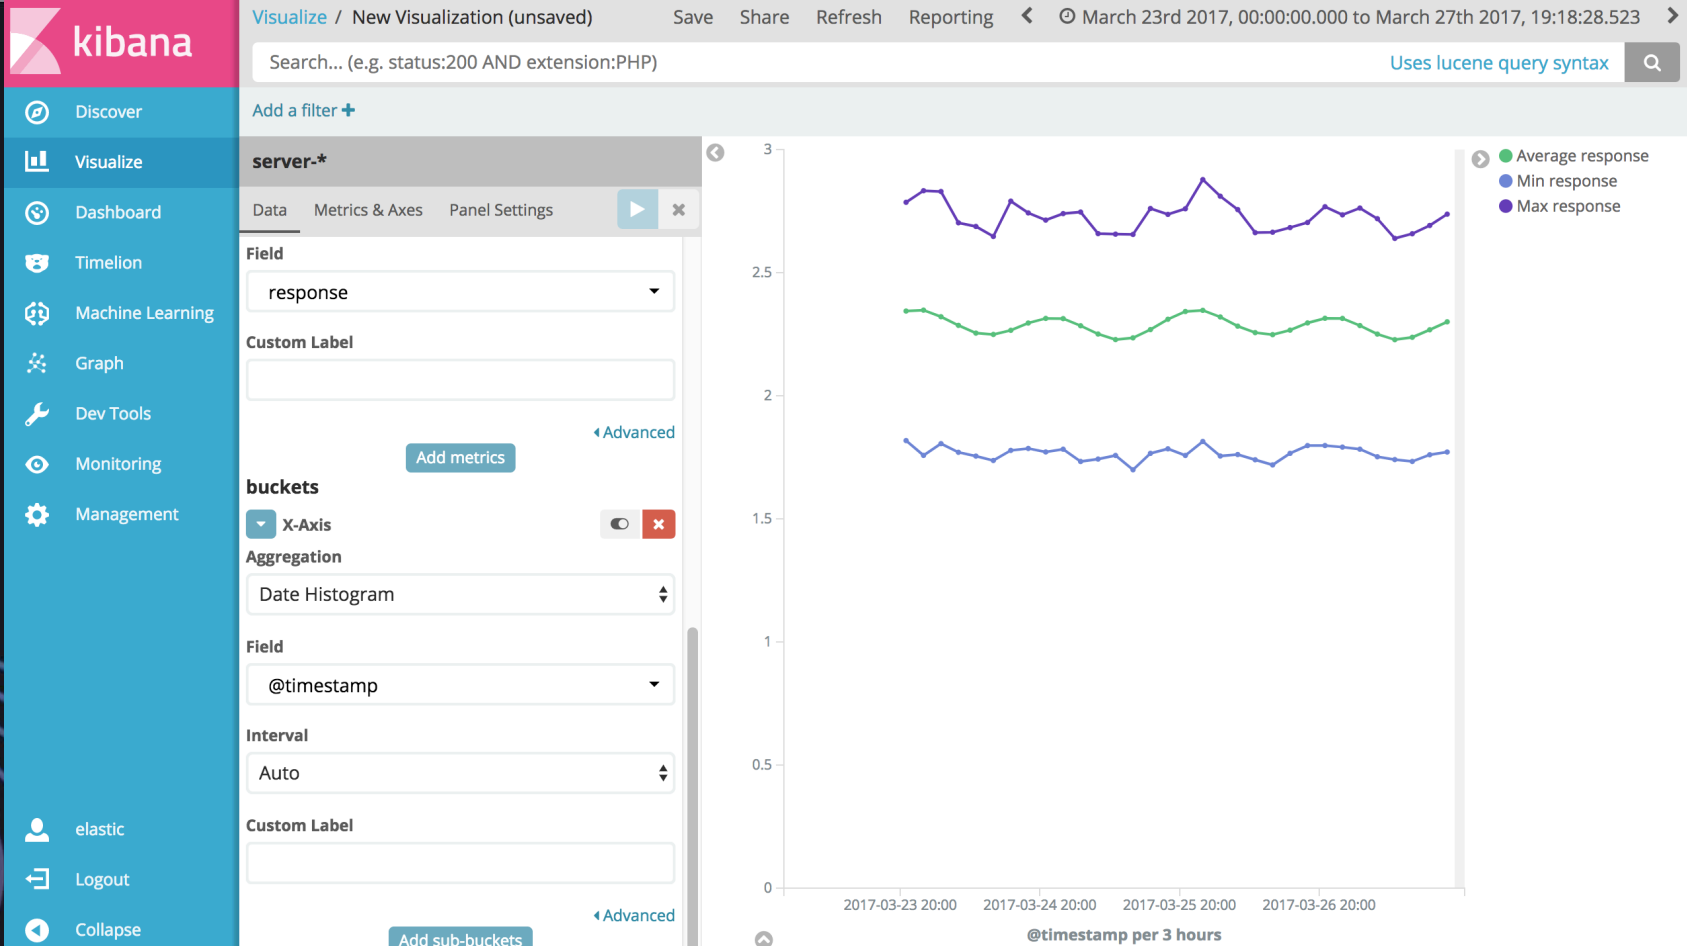 kibana
Discover
Visualize
Dashboard
Timelion
Machine Learning
Graph
Dev Tools
Monitoring
Management
elastic
Logout
Collapse
Visualize / New Visualization (unsaved)
Save Share Refresh Reporting March 23rd 2017, 00:00:00.000 to March 27th 2017, 19:18:28.523
Search... (e.g. status:200 AND extension:PHP) Uses lucene query syntax
Add a filter +
server-*
Data Metrics & Axes Panel Settings
Field
response
Custom Label
Advanced
Add metrics
buckets
X-Axis
Aggregation
Date Histogram
Field
@timestamp
Interval
Auto
Custom Label
Advanced
Add sub-buckets
3
2.5
2
1.5
1
0.5
0
2017-03-23 20:00 2017-03-24 20:00 2017-03-25 20:00 2017-03-26 20:00
@timestamp per 3 hours
Average response
Min response
Max response